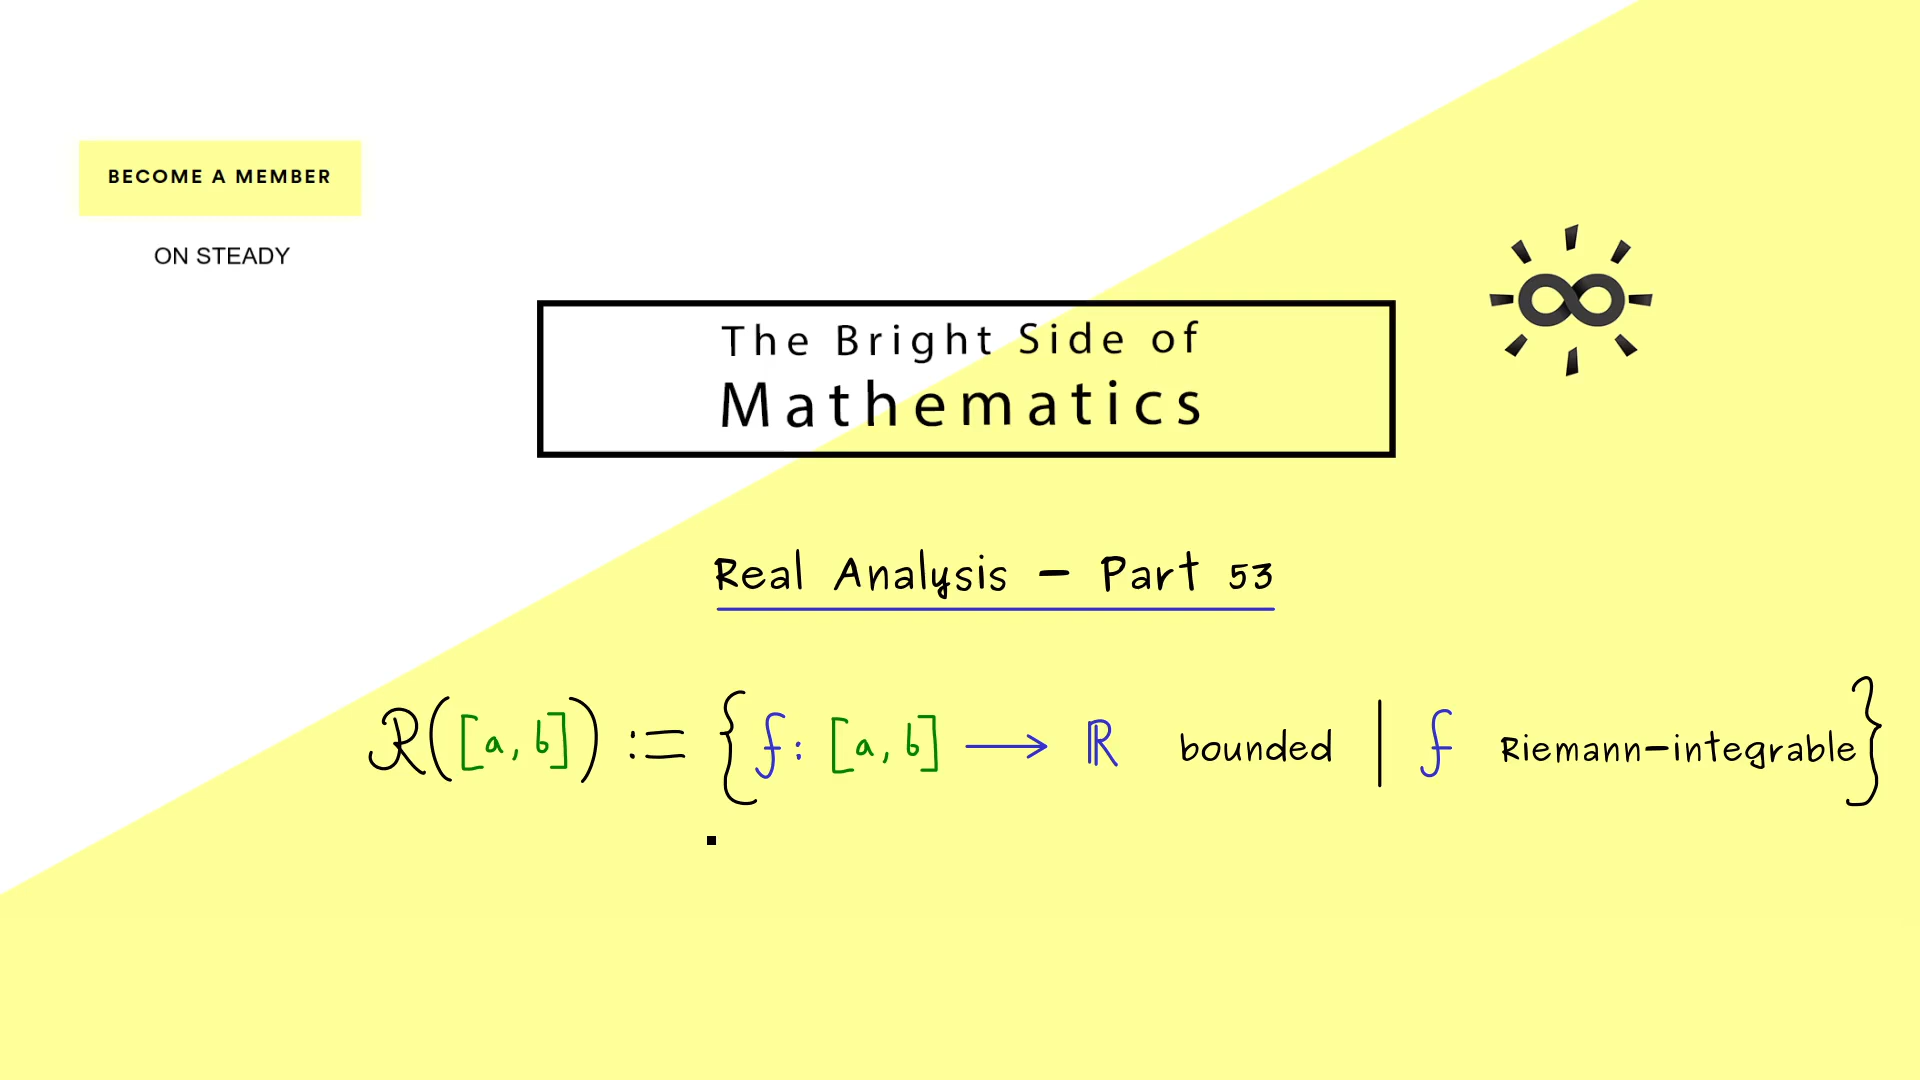 BECOME A MEMBER
ON STEADY
The Bright Side of
Mathematics
Real Analysis – Part 53
ℛ([a, b]) := {f: [a, b] ⟶ ℝ bounded | f Riemann-integrable}